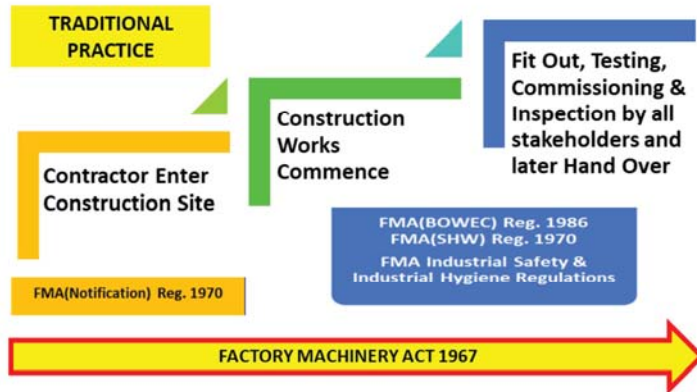 TRADITIONAL
PRACTICE
Contractor Enter
Construction Site
Construction
Works
Commence
Fit Out, Testing,
Commissioning &
Inspection by all
stakeholders and
later Hand Over
FMA(Notification) Reg. 1970
FMA(BOWEC) Reg. 1986
FMA(SHW) Reg. 1970
FMA Industrial Safety &
Industrial Hygiene Regulations
FACTORY MACHINERY ACT 1967